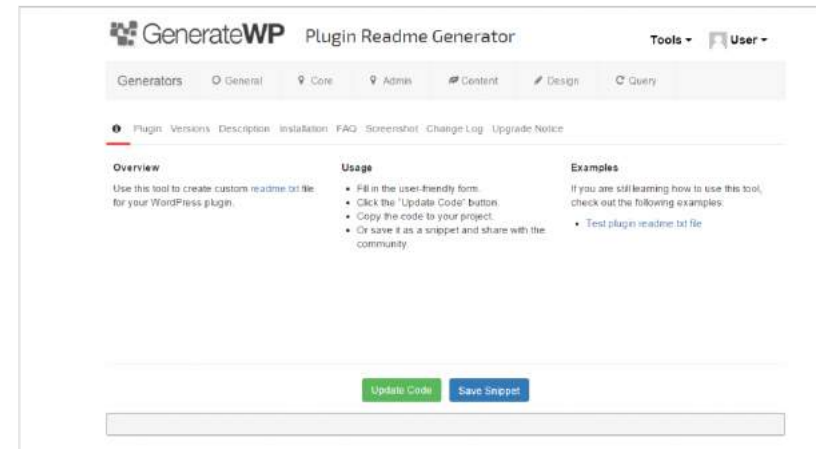 GenerateWP Plugin Readme Generator Tools User
Generators General Core Admin Content Design Query
Plugin Versions Description Installation FAQ Screenshot Change Log Upgrade Notice
Overview
Use this tool to create custom readme.txt file
for your WordPress plugin.
Usage
• Fill in the user-friendly form.
• Click the "Update Code" button.
• Copy the code to your project.
• Or save it as a snippet and share with the
community.
Examples
If you are still learning how to use this tool,
check out the following examples:
• Test plugin readme.txt file
Update Code Save Snippet